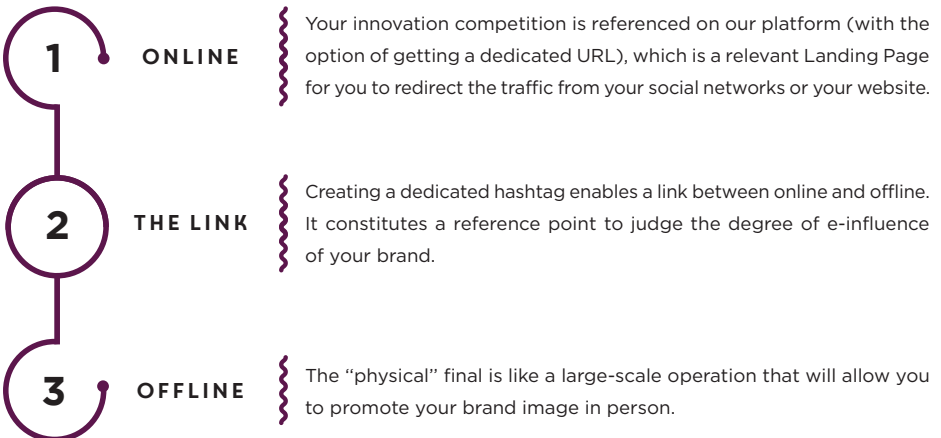 1
ONLINE
Your innovation competition is referenced on our platform (with the
option of getting a dedicated URL), which is a relevant Landing Page
for you to redirect the traffic from your social networks or your website.
2
THE LINK
Creating a dedicated hashtag enables a link between online and offline.
It constitutes a reference point to judge the degree of e-influence
of your brand.
3
OFFLINE
The ‘‘physical’’ final is like a large-scale operation that will allow you
to promote your brand image in person.